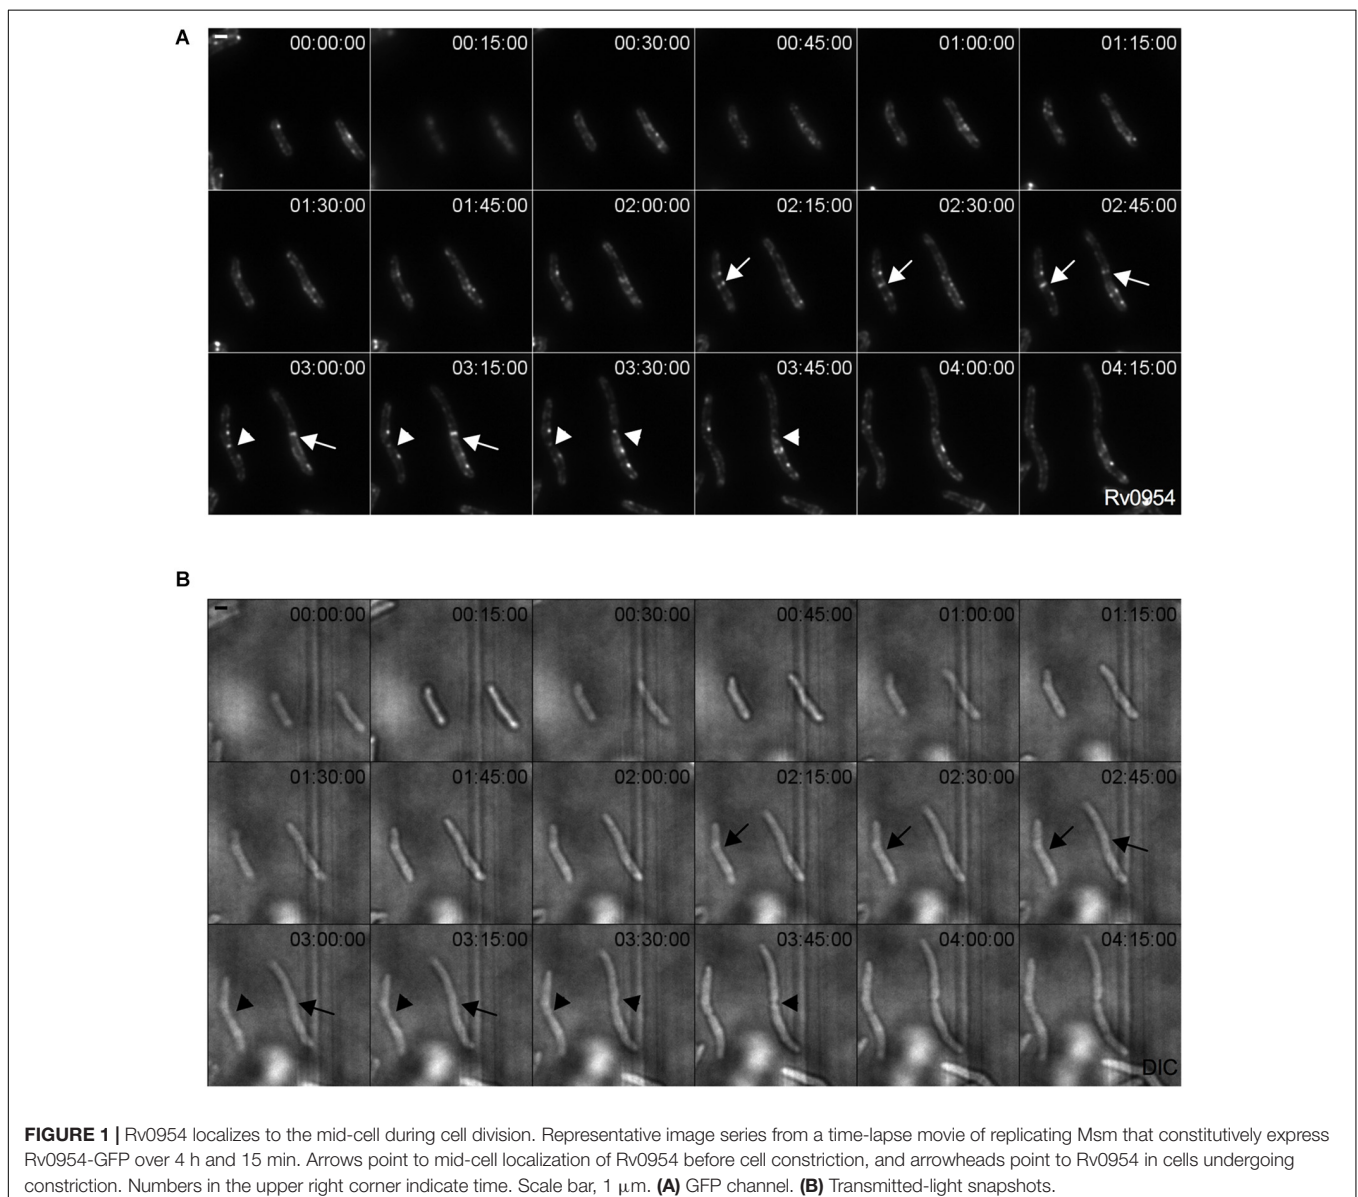 A
00:00:00 00:15:00 00:30:00 00:45:00 01:00:00 01:15:00
01:30:00 01:45:00 02:00:00 02:15:00 02:30:00 02:45:00
03:00:00 03:15:00 03:30:00 03:45:00 04:00:00 04:15:00
Rv0954
B
00:00:00 00:15:00 00:30:00 00:45:00 01:00:00 01:15:00
01:30:00 01:45:00 02:00:00 02:15:00 02:30:00 02:45:00
03:00:00 03:15:00 03:30:00 03:45:00 04:00:00 04:15:00
DIC
FIGURE 1 | Rv0954 localizes to the mid-cell during cell division. Representative image series from a time-lapse movie of replicating Msm that constitutively express
Rv0954-GFP over 4 h and 15 min. Arrows point to mid-cell localization of Rv0954 before cell constriction, and arrowheads point to Rv0954 in cells undergoing
constriction. Numbers in the upper right corner indicate time. Scale bar, 1 μm. (A) GFP channel. (B) Transmitted-light snapshots.